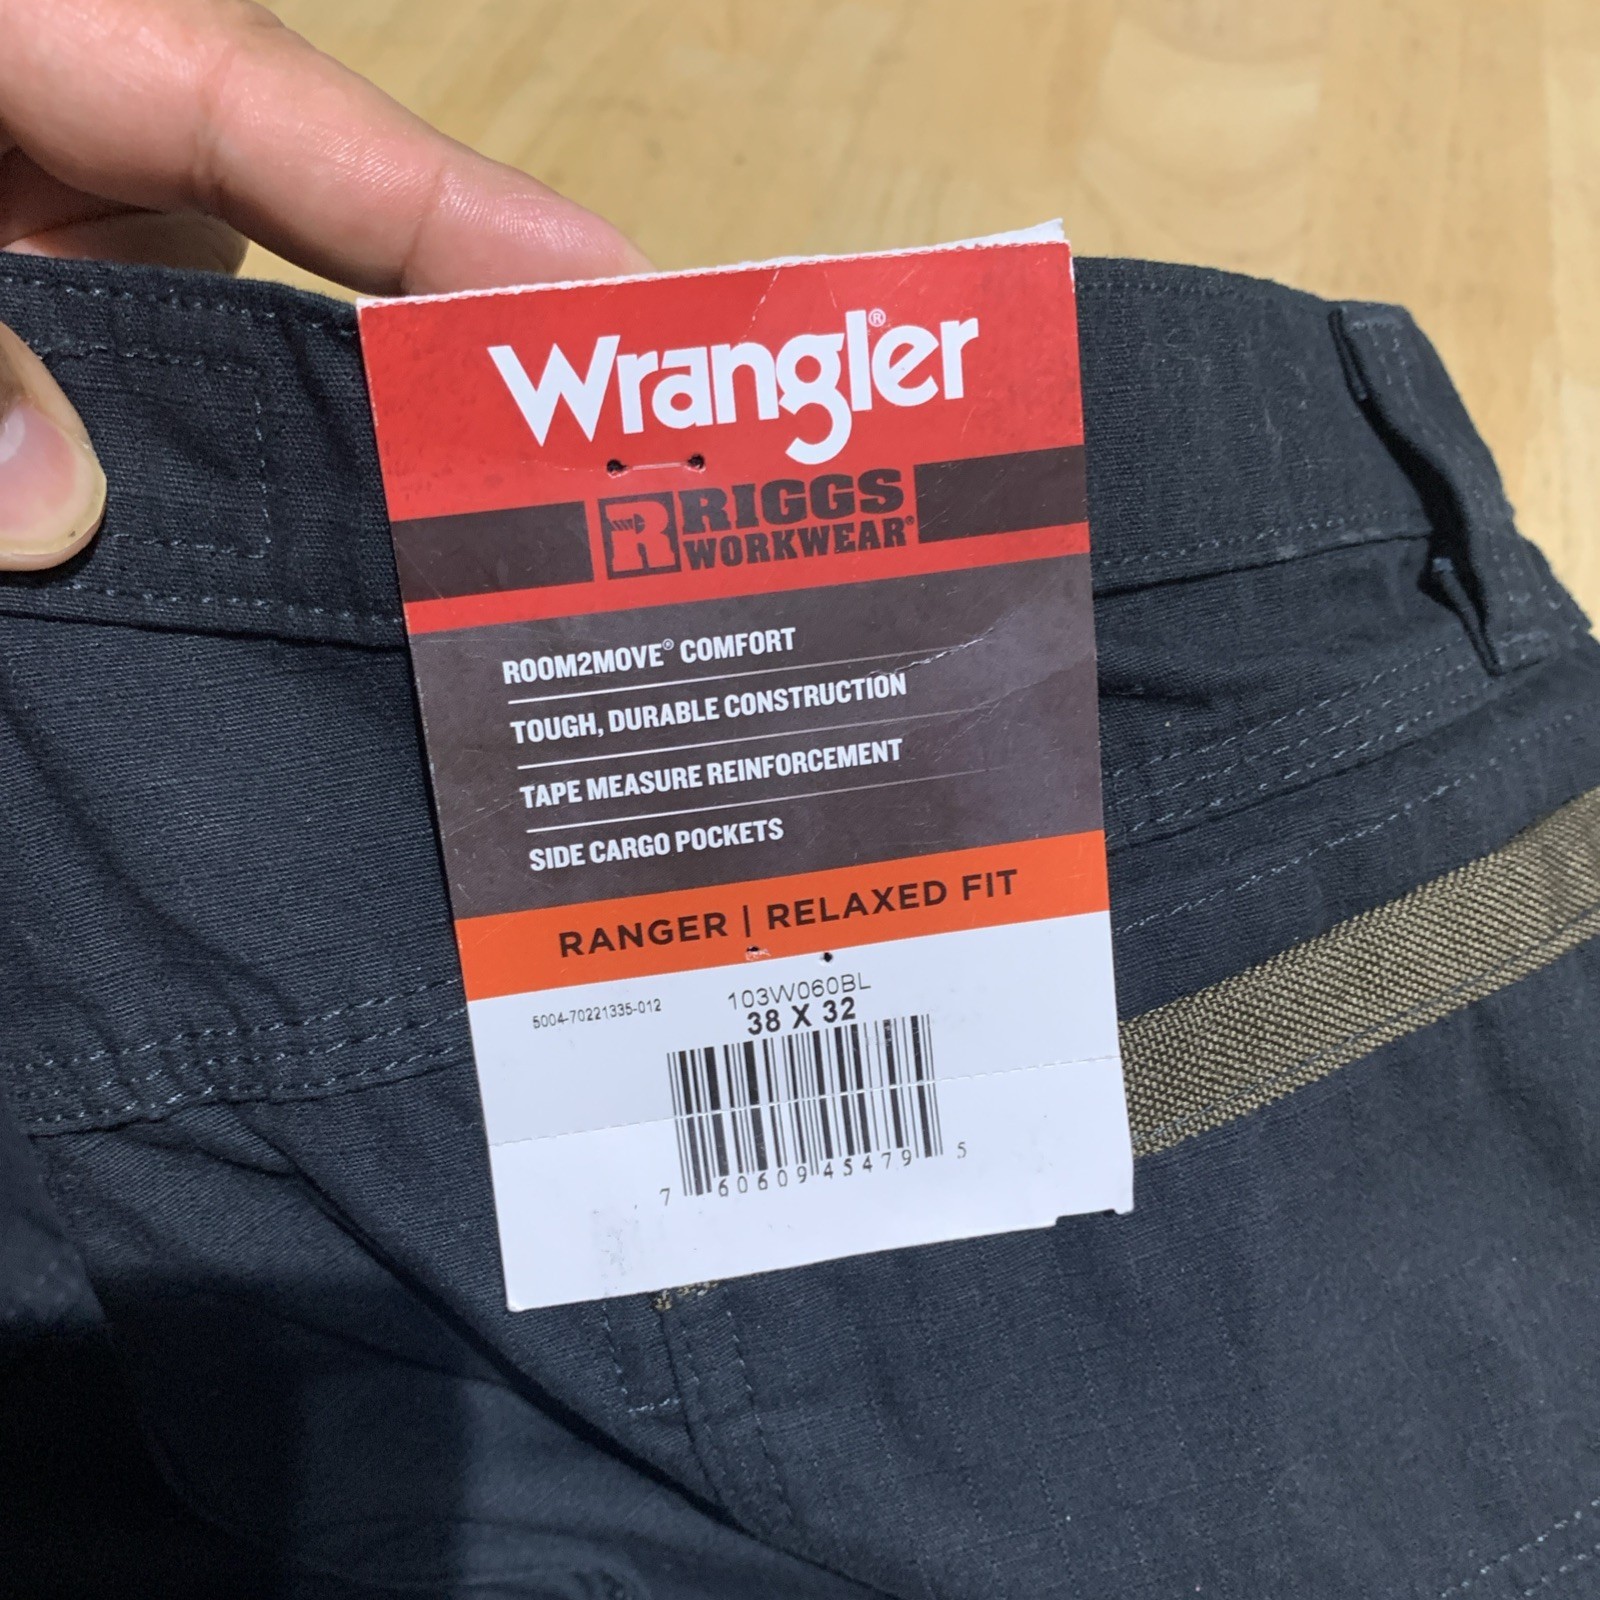 Wrangler®
R RIGGS
WORKWEAR®
ROOM2MOVE® COMFORT
TOUGH, DURABLE CONSTRUCTION
TAPE MEASURE REINFORCEMENT
SIDE CARGO POCKETS
RANGER | RELAXED FIT
5004-70221335-012
103W060BL
38 X 32
7 60609 45479 5